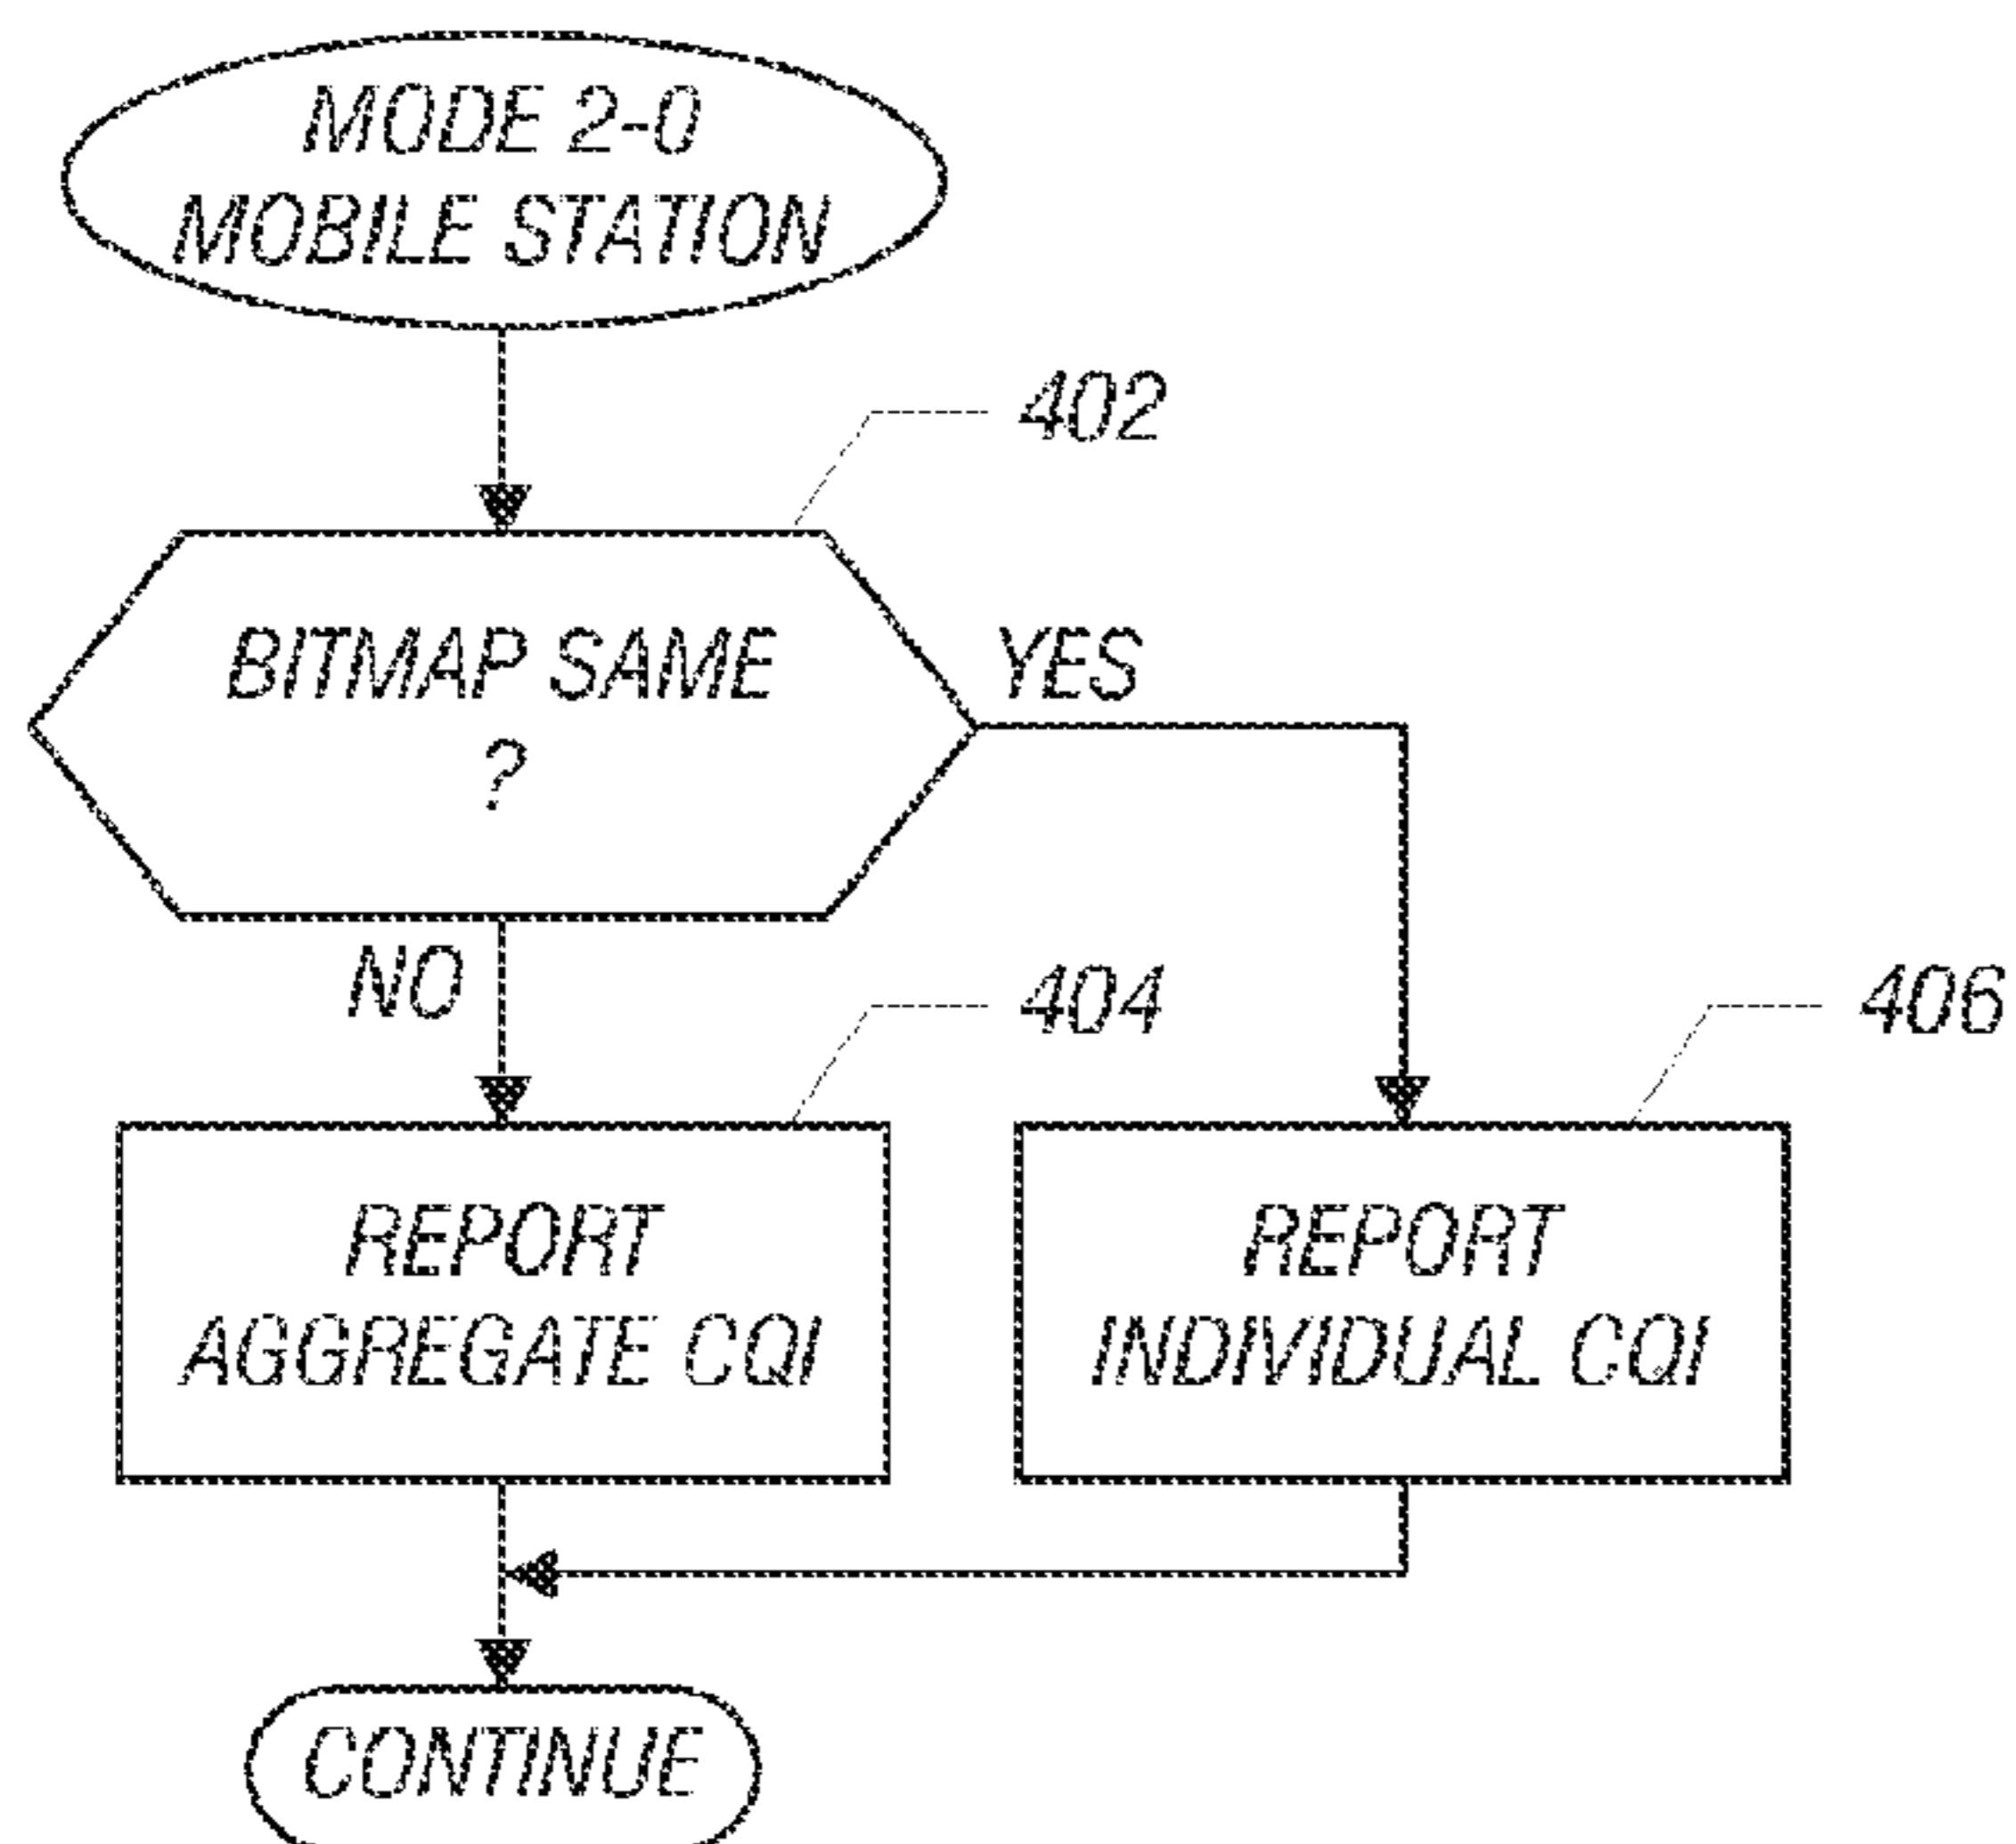 MODE 2-0
MOBILE STATION
402
BITMAP SAME
?
YES
NO
404
406
REPORT
AGGREGATE CQI
REPORT
INDIVIDUAL CQI
CONTINUE